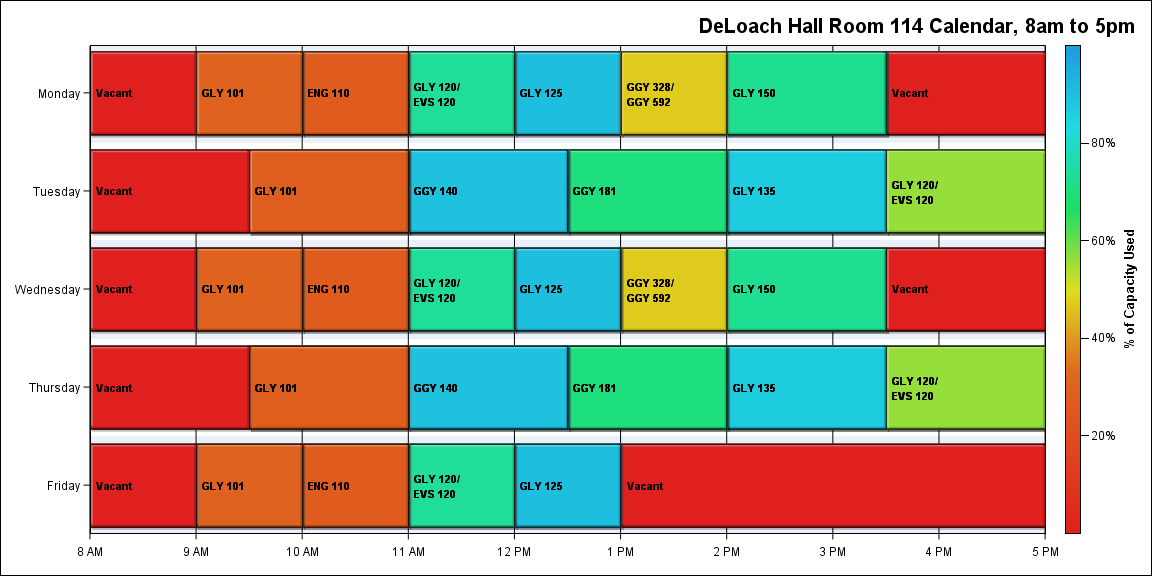 DeLoach Hall Room 114 Calendar, 8am to 5pm
Monday
Vacant
GLY 101
ENG 110
GLY 120/
EVS 120
GLY 125
GGY 328/
GGY 592
GLY 150
Vacant
Tuesday
Vacant
GLY 101
GGY 140
GGY 181
GLY 135
GLY 120/
EVS 120
Wednesday
Vacant
GLY 101
ENG 110
GLY 120/
EVS 120
GLY 125
GGY 328/
GGY 592
GLY 150
Vacant
Thursday
Vacant
GLY 101
GGY 140
GGY 181
GLY 135
GLY 120/
EVS 120
Friday
Vacant
GLY 101
ENG 110
GLY 120/
EVS 120
GLY 125
Vacant
8 AM
9 AM
10 AM
11 AM
12 PM
1 PM
2 PM
3 PM
4 PM
5 PM
80%
60%
40%
20%
% of Capacity Used